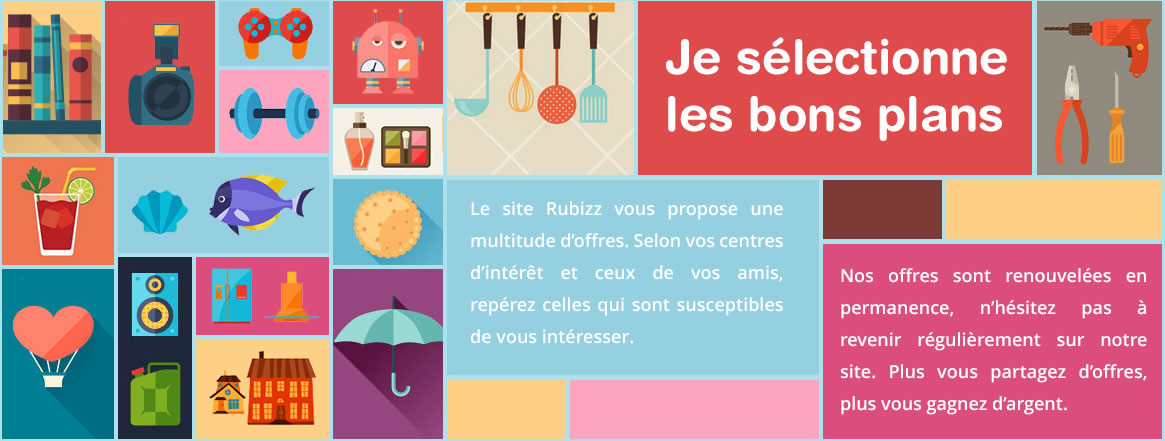 Je sélectionne
les bons plans
Le site Rubizz vous propose une
multitude d’offres. Selon vos centres
d’intérêt et ceux de vos amis,
repérez celles qui sont susceptibles
de vous intéresser.
Nos offres sont renouvelées en
permanence, n’hésitez pas à
revenir régulièrement sur notre
site. Plus vous partagez d’offres,
plus vous gagnez d’argent.